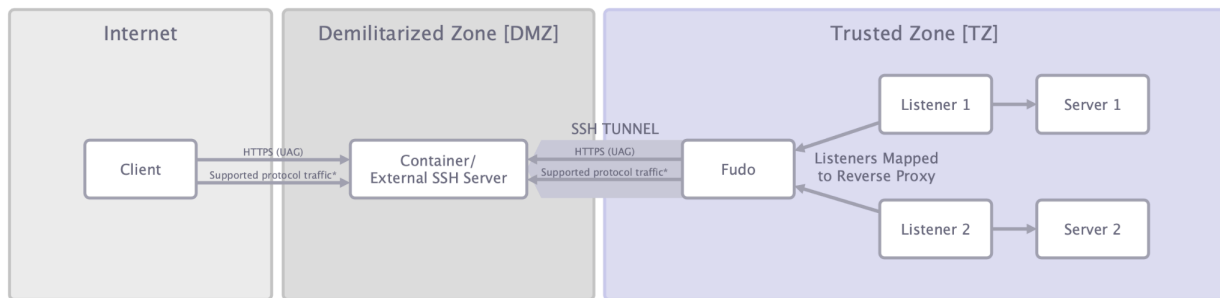 Internet
Demilitarized Zone [DMZ]
Trusted Zone [TZ]
Client
HTTPS (UAG)
Supported protocol traffic*
Container/
External SSH Server
SSH TUNNEL
HTTPS (UAG)
Supported protocol traffic*
Fudo
Listener 1
Server 1
Listeners Mapped
to Reverse Proxy
Listener 2
Server 2